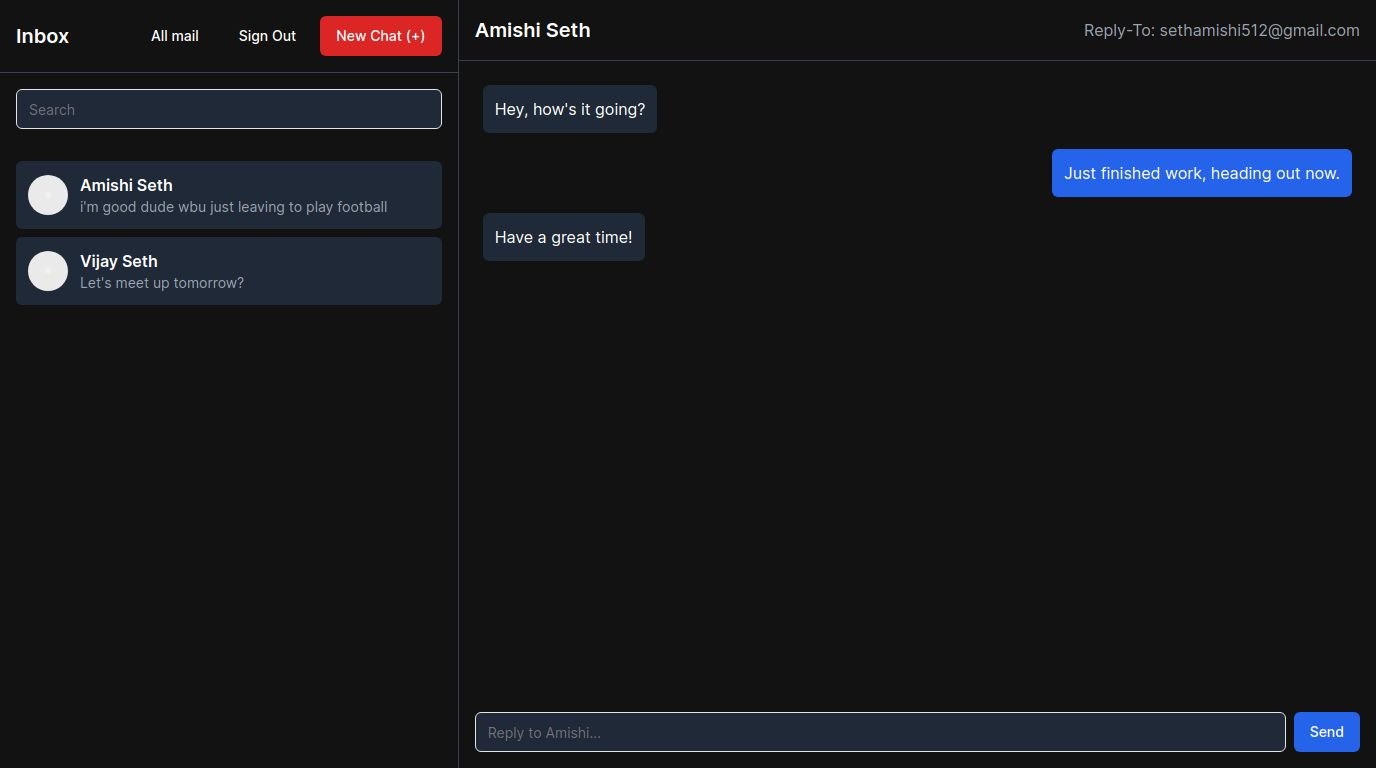 Inbox
All mail
Sign Out
New Chat (+)
Search
Amishi Seth
i'm good dude wbu just leaving to play football
Vijay Seth
Let's meet up tomorrow?
Amishi Seth
Reply-To: sethamishi512@gmail.com
Hey, how's it going?
Just finished work, heading out now.
Have a great time!
Reply to Amishi...
Send